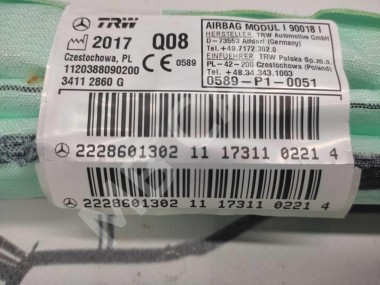 TRW
2017 Q08
Czestochowa, PL
1120388090200
3411 2860 G
CE 0589
AIRBAG MODUL I 90018 I
HERSTELLER TRW Automotive GmbH
D-73553 Alfdorf (Germany)
Tel. +49.7172.302.0
EINFUEHRER TRW Pulska Sp.zo.o.
PL-42-200 Czestochowa (Poland)
Tel. +48.34.343.1003
0589-P1-0051
2228601302 11 17311 0221 4
2228601302 11 17311 0221 4